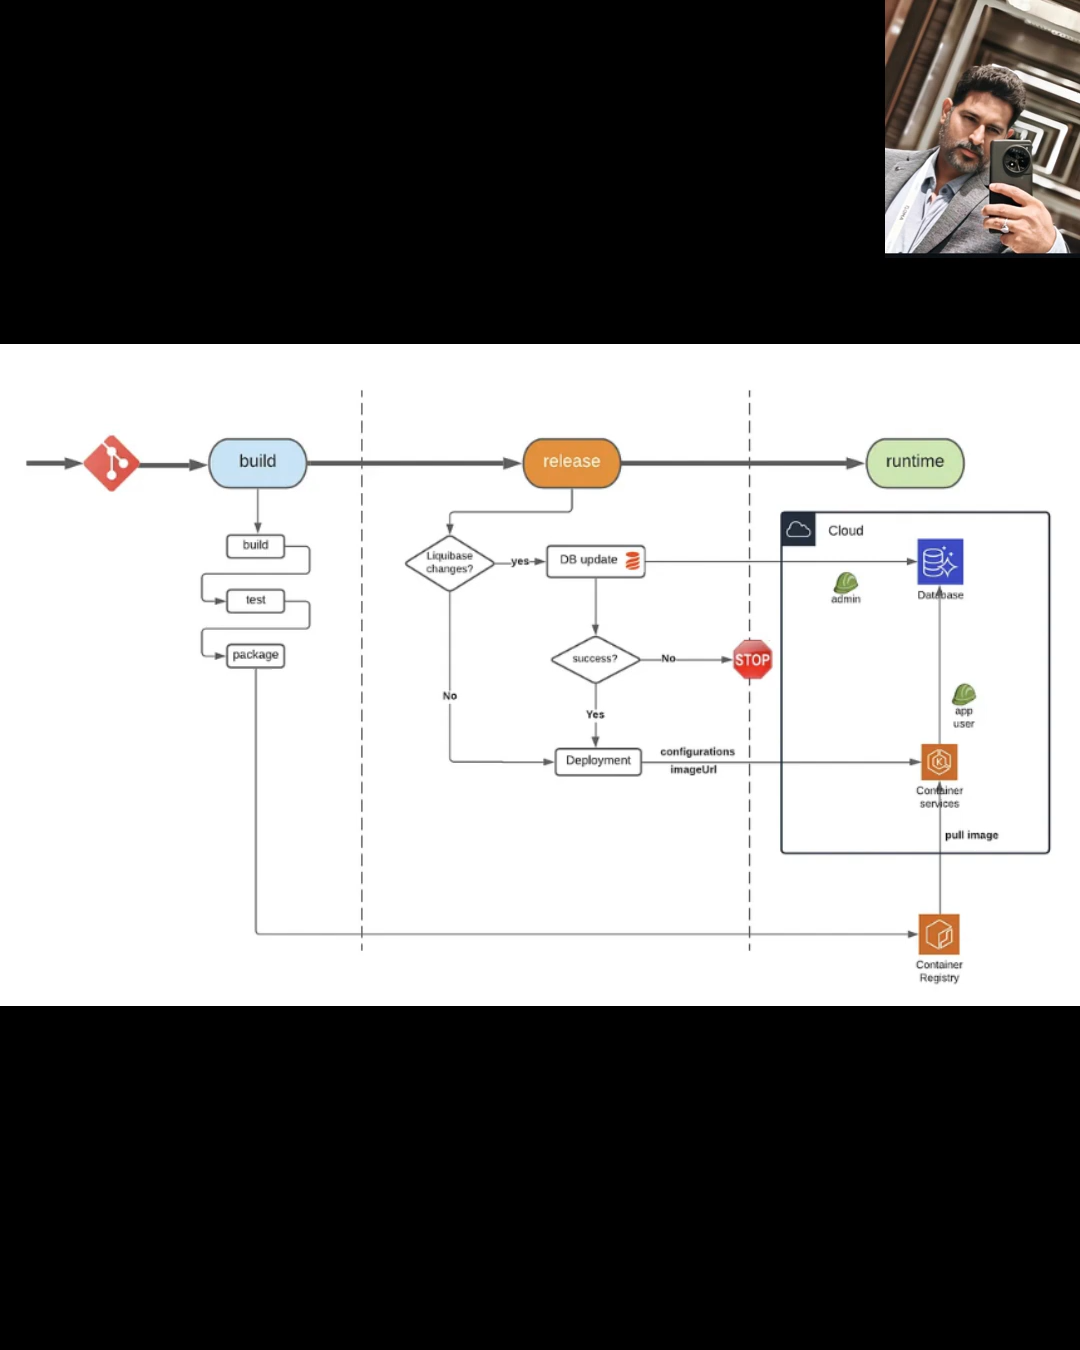 build
release
runtime
Cloud
build
test
package
Liquibase
changes?
yes
DB update
admin
Database
success?
No
STOP
No
Yes
app
user
Deployment
configurations
imageUrl
Container
services
pull image
Container
Registry